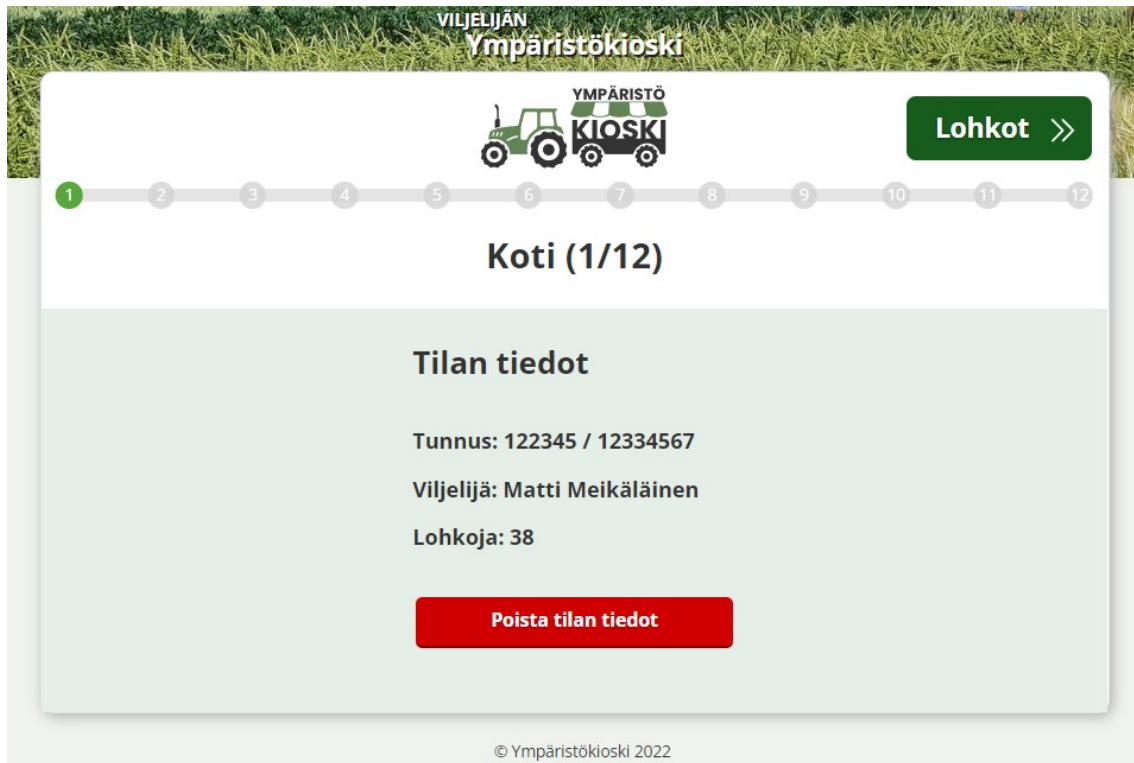 VILJELIJÄN
Ympäristökioski
YMPÄRISTÖ
KIOSKI
Lohkot
1 2 3 4 5 6 7 8 9 10 11 12
Koti (1/12)
Tilan tiedot
Tunnus: 122345 / 12334567
Viljelijä: Matti Meikäläinen
Lohkoja: 38
Poista tilan tiedot
© Ympäristökioski 2022